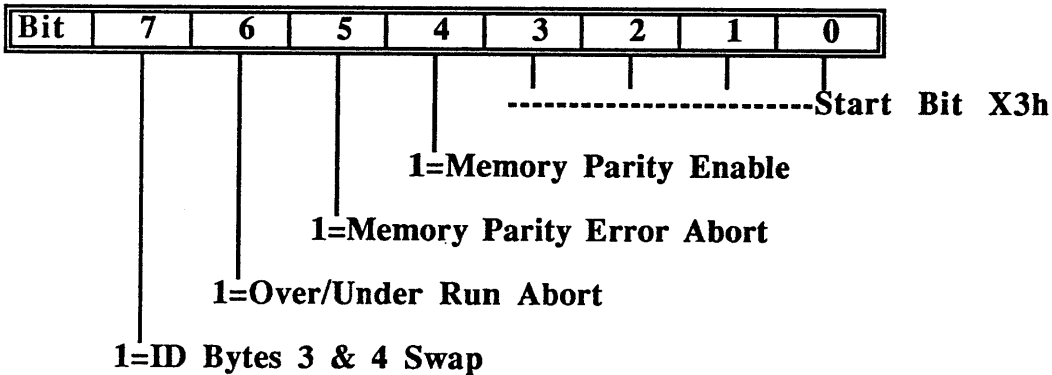 Bit 7 6 5 4 3 2 1 0
Start Bit X3h
1=Memory Parity Enable
1=Memory Parity Error Abort
1=Over/Under Run Abort
1=ID Bytes 3 & 4 Swap